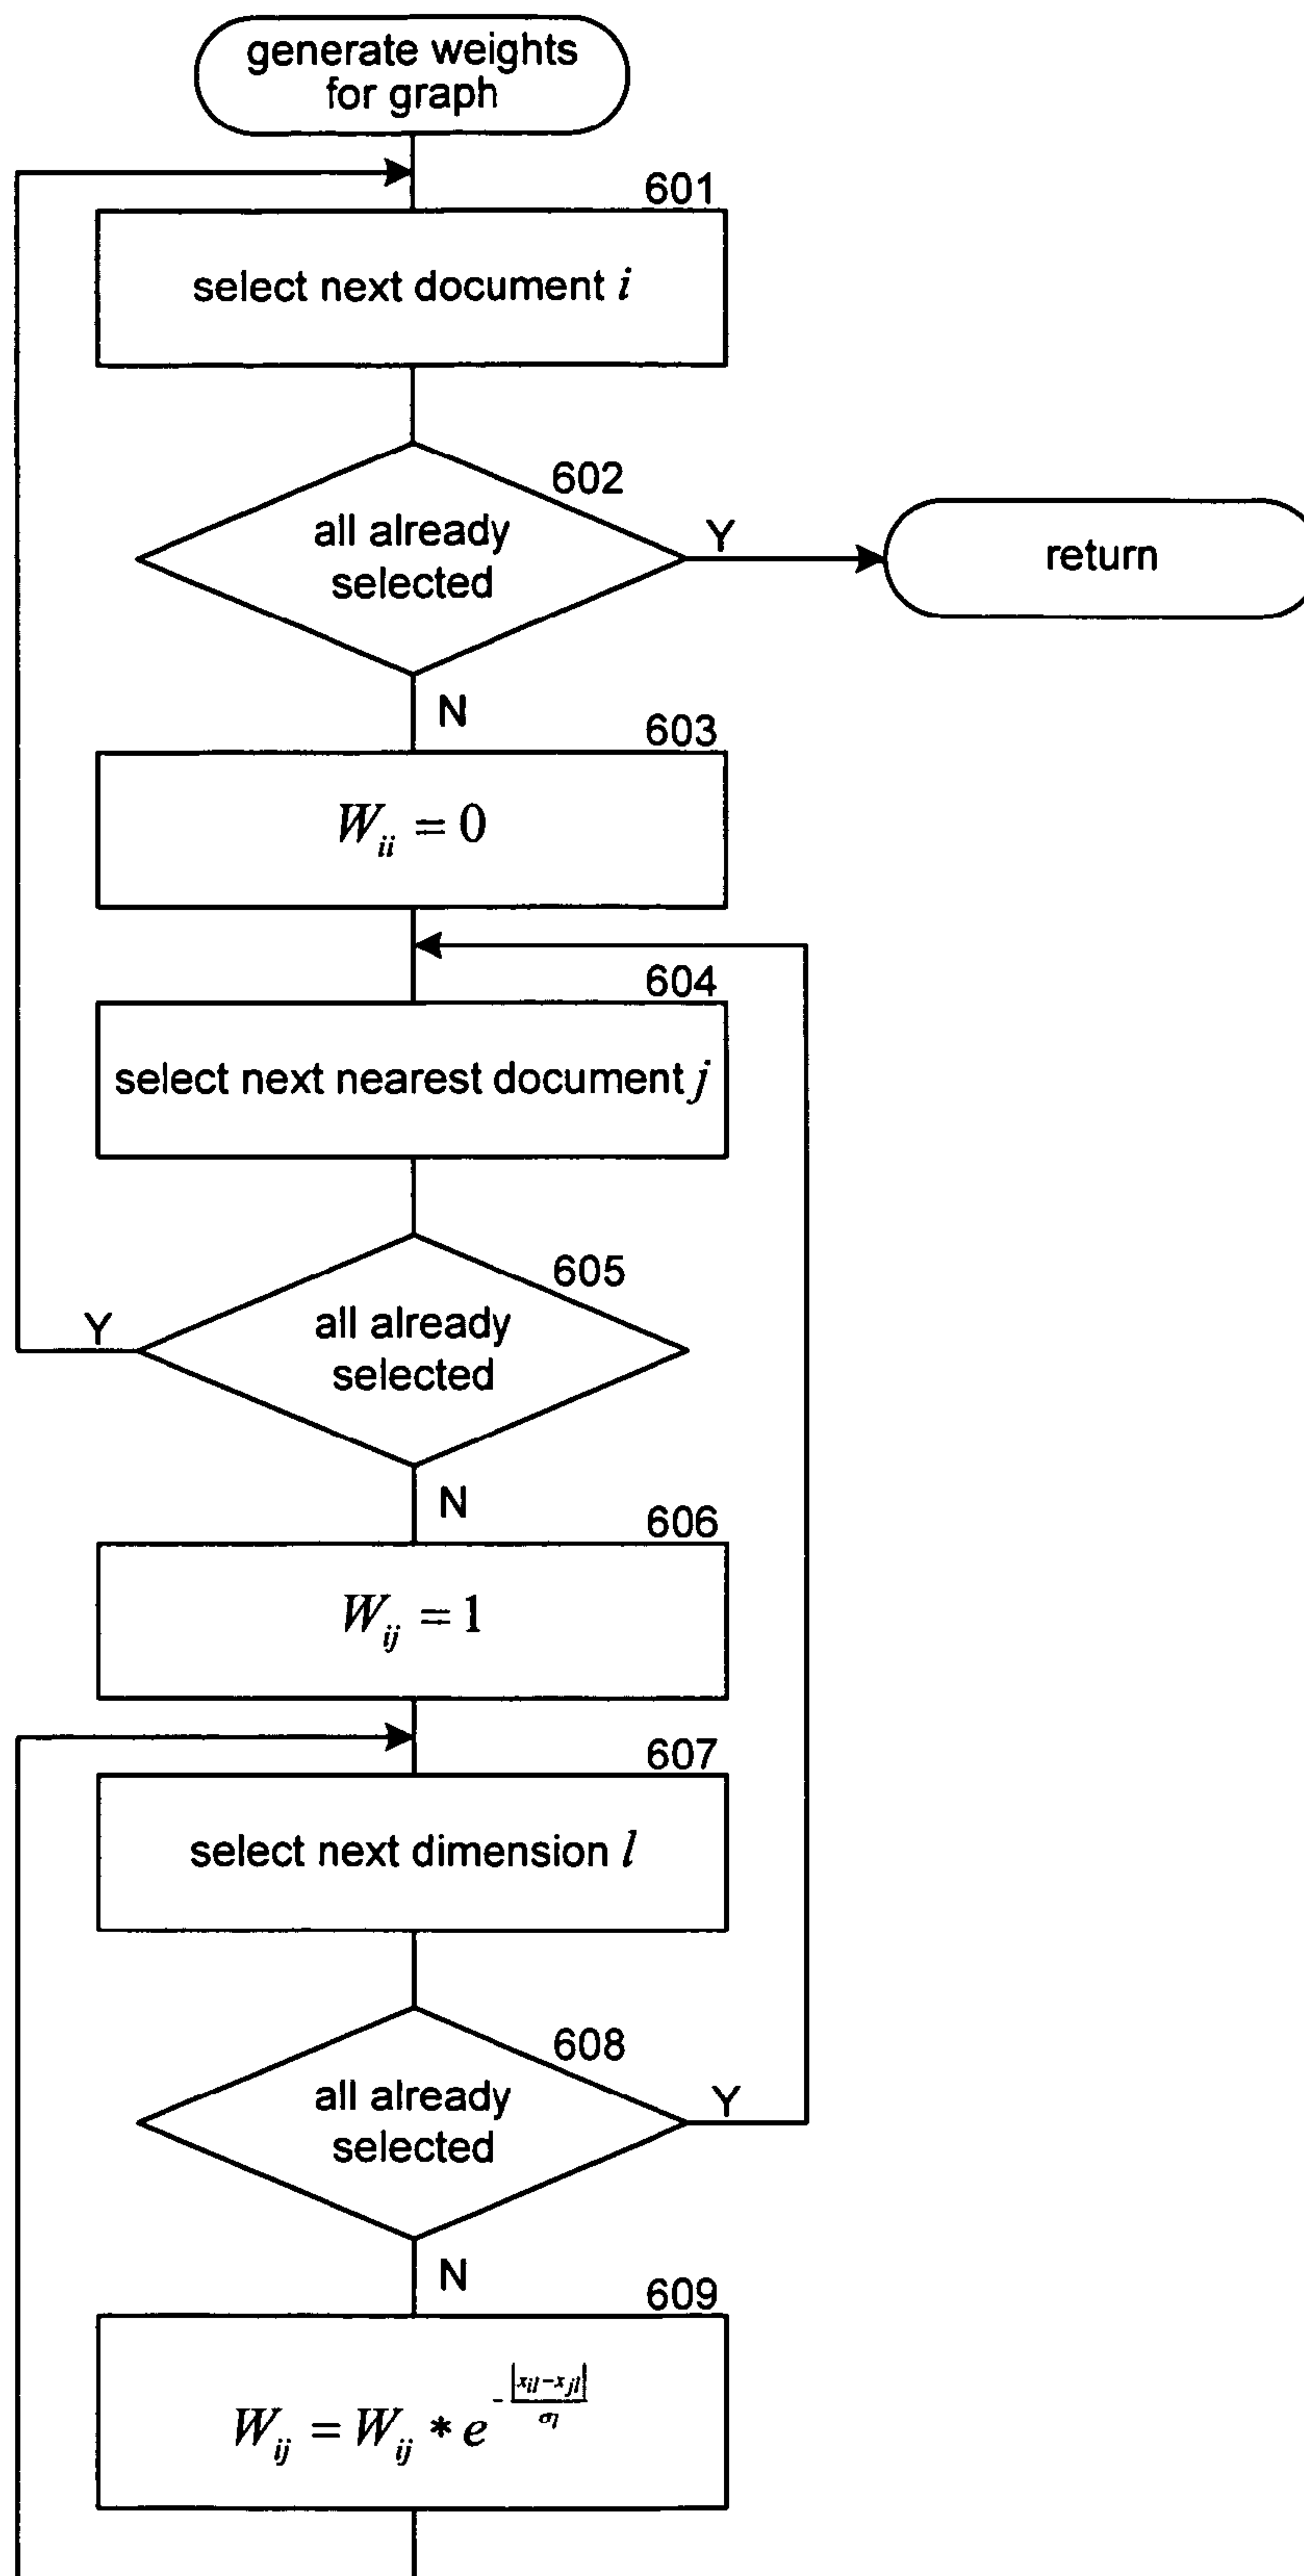 generate weights
for graph
601
select next document i
602
all already
selected
Y
return
N
603
W_ii = 0
604
select next nearest document j
605
all already
selected
Y
N
606
W_ij = 1
607
select next dimension l
608
all already
selected
Y
N
609
W_ij = W_ij * e^{-|x_il - x_jl| / σ_l}